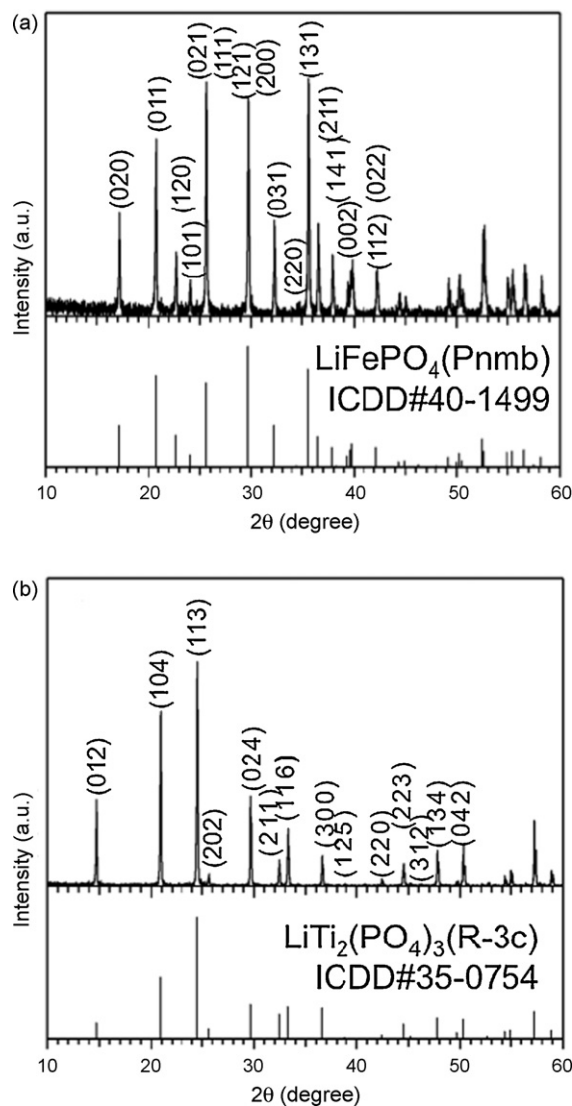 (a)
(020)
(011)
(120)
(101)
(021)
(111)
(121)
(200)
(031)
(220)
(131)
(211)
(141)
(002)
(022)
(112)
Intensity (a.u.)
LiFePO₄(Pnmb)
ICDD#40-1499
10 20 30 40 50 60
2θ (degree)
(b)
(012)
(104)
(113)
(202)
(024)
(211)
(116)
(300)
(125)
(220)
(223)
(312)
(134)
(042)
Intensity (a.u.)
LiTi₂(PO₄)₃(R-3c)
ICDD#35-0754
10 20 30 40 50 60
2θ (degree)